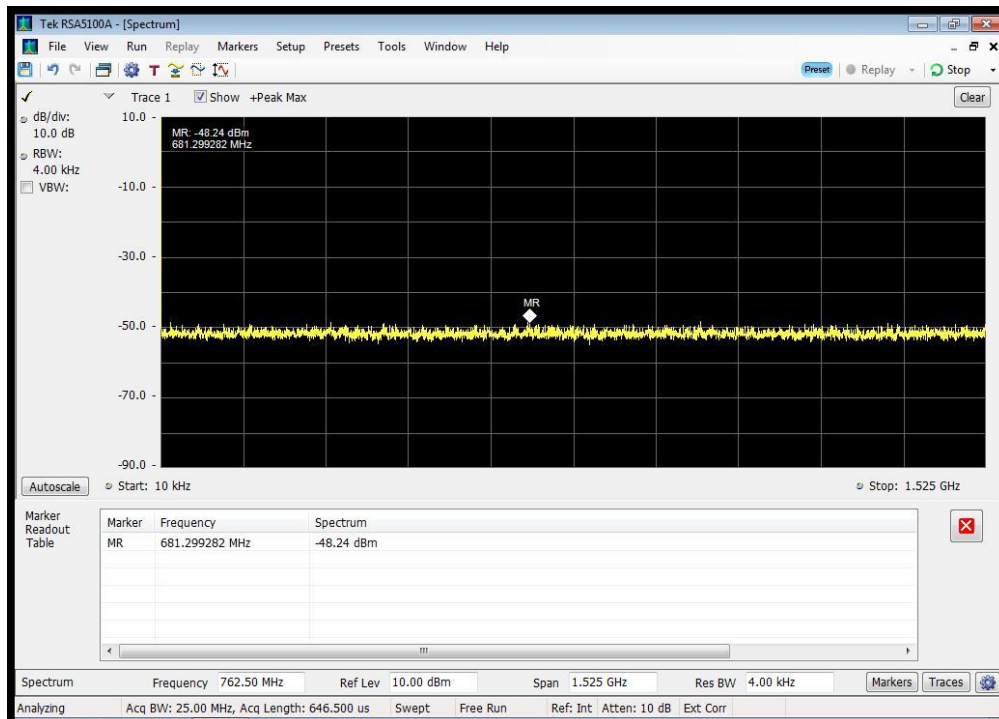 Tek RSA5100A - [Spectrum]
File View Run Replay Markers Setup Presets Tools Window Help
T Preset Replay Stop
Trace 1 Show +Peak Max Clear
dB/div:
10.0 dB
RBW:
4.00 kHz
VBW:
10.0
MR: -48.24 dBm
681.299282 MHz
-10.0
-30.0
MR
-50.0
-70.0
-90.0
Autoscale Start: 10 kHz Stop: 1.525 GHz
Marker Readout Table
Marker Frequency Spectrum
MR 681.299282 MHz -48.24 dBm
Spectrum Frequency 762.50 MHz Ref Lev 10.00 dBm Span 1.525 GHz Res BW 4.00 kHz Markers Traces
Analyzing Acq BW: 25.00 MHz, Acq Length: 646.500 us Swept Free Run Ref: Int Atten: 10 dB Ext Corr